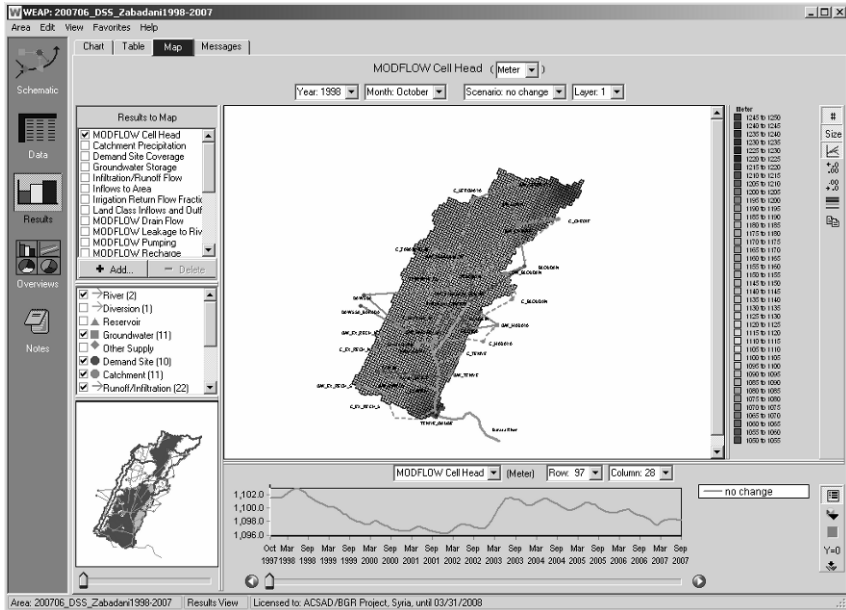 WEAP: 200706_DSS_Zabadani1998-2007
Area Edit View Favorites Help
Chart Table Map Messages
MODFLOW Cell Head (Meter)
Year: 1998 Month: October Scenario: no change Layer: 1
Schematic
Data
Results
Overviews
Notes
Results to Map
MODFLOW Cell Head
Catchment Precipitation
Demand Site Coverage
Groundwater Storage
Infiltration/Runoff Flow
Inflows to Area
Irrigation Return Flow Fractic
Land Class Inflows and Outf
MODFLOW Drain Flow
MODFLOW Leakage to Riv
MODFLOW Pumping
MODFLOW Recharge
Add... Delete
River (2)
Diversion (1)
Reservoir
Groundwater (11)
Other Supply
Demand Site (10)
Catchment (11)
Runoff/Infiltration (22)
Meter
1245 to 1250
1240 to 1245
1235 to 1240
1230 to 1235
1225 to 1230
1220 to 1225
1215 to 1220
1210 to 1215
1205 to 1210
1200 to 1205
1195 to 1200
1190 to 1195
1185 to 1190
1180 to 1185
1175 to 1180
1170 to 1175
1165 to 1170
1160 to 1165
1155 to 1160
1150 to 1155
1145 to 1150
1140 to 1145
1135 to 1140
1130 to 1135
1125 to 1130
1120 to 1125
1115 to 1120
1110 to 1115
1105 to 1110
1100 to 1105
1095 to 1100
1090 to 1095
1085 to 1090
1080 to 1085
1075 to 1080
1070 to 1075
1065 to 1070
1060 to 1065
1055 to 1060
1050 to 1055
#
Size
MODFLOW Cell Head (Meter) Row: 97 Column: 28
1,102.0
1,100.0
1,098.0
1,096.0
Oct Mar Sep Mar Sep Mar Sep Mar Sep Mar Sep Mar Sep Mar Sep Mar Sep Mar Sep Mar Sep
1997 1998 1998 1999 1999 2000 2000 2001 2001 2002 2002 2003 2003 2004 2004 2005 2005 2006 2006 2007 2007
no change
Y=0
Area: 200706_DSS_Zabadani1998-2007 Results View Licensed to: ACSAD/BGR Project, Syria, until 03/31/2008